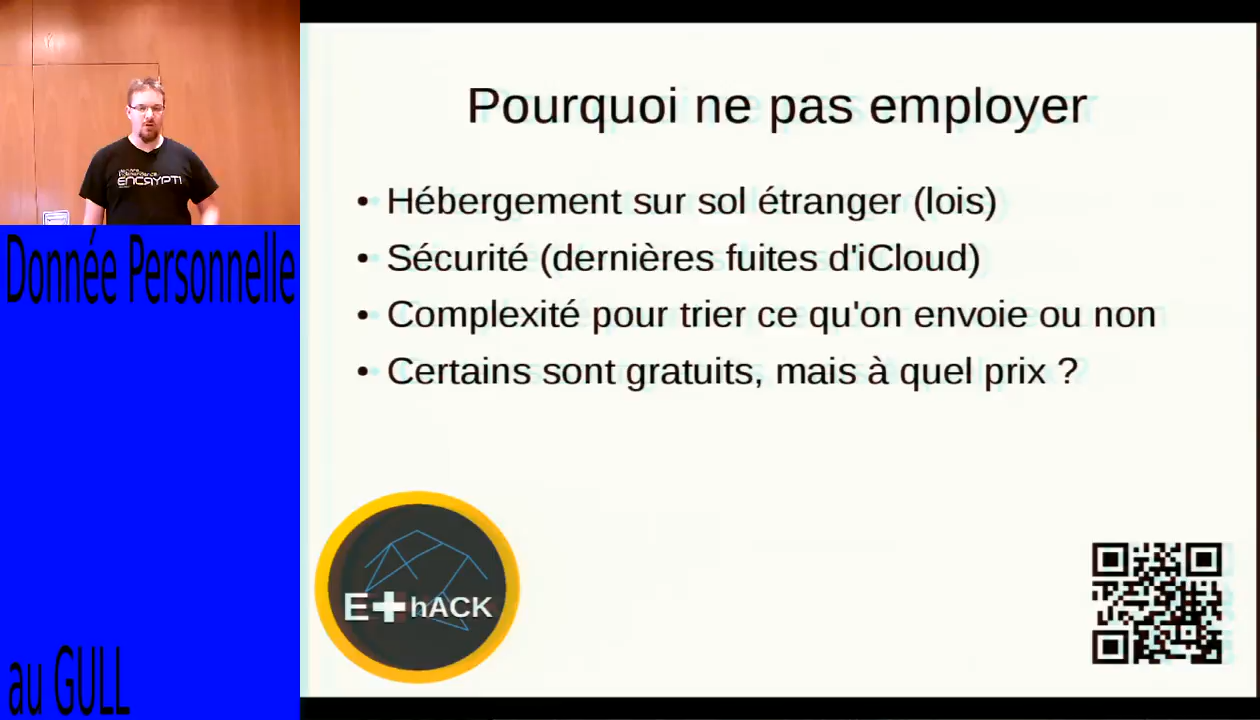 Pourquoi ne pas employer
• Hébergement sur sol étranger (lois)
• Sécurité (dernières fuites d'iCloud)
• Complexité pour trier ce qu'on envoie ou non
• Certains sont gratuits, mais à quel prix ?
ENCRYPT!
Donnée Personnelle
au GULL
E+hACK